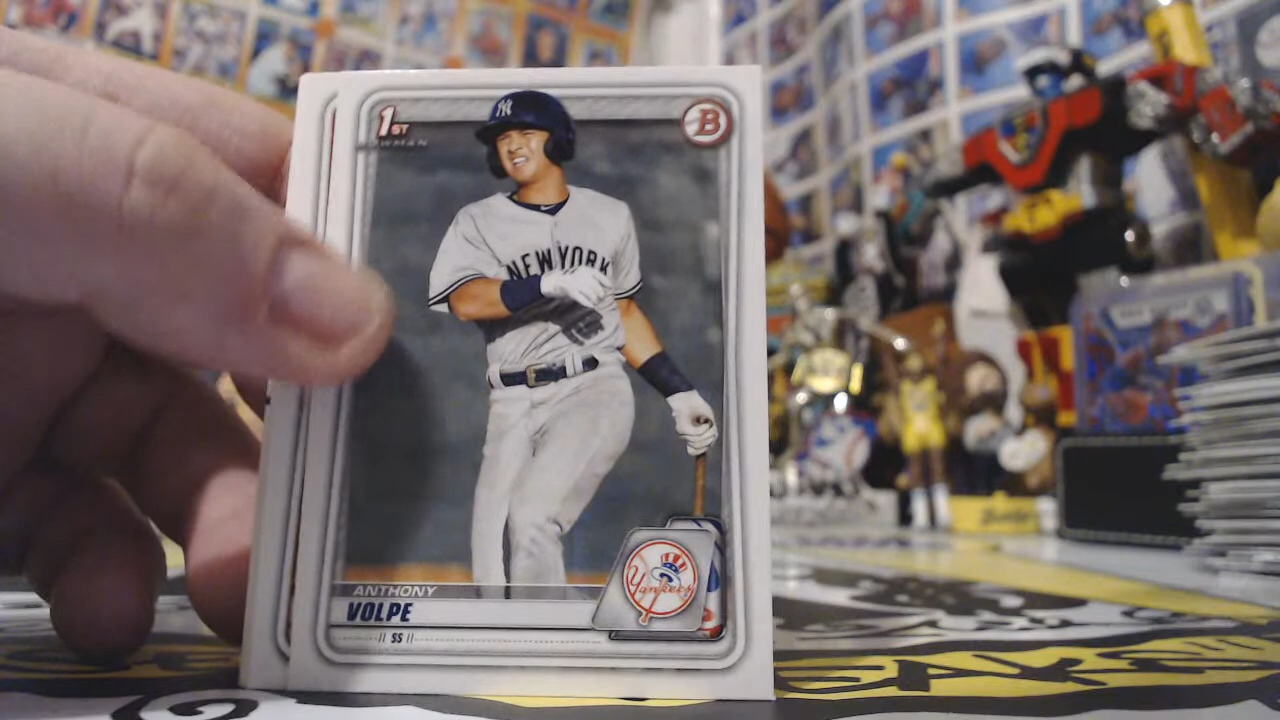 1ST
BOWMAN
B
NY
NEW YORK
Yankees
ANTHONY
VOLPE
SS